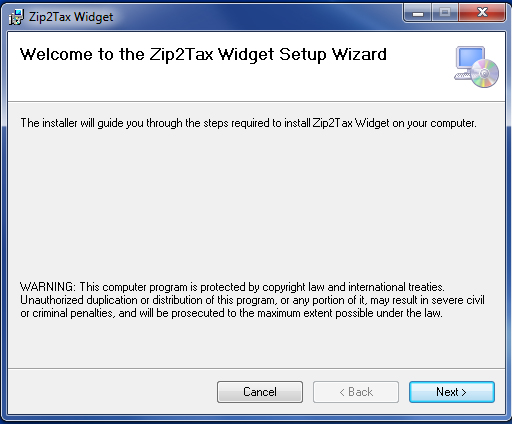 Zip2Tax Widget
Welcome to the Zip2Tax Widget Setup Wizard
The installer will guide you through the steps required to install Zip2Tax Widget on your computer.
WARNING: This computer program is protected by copyright law and international treaties.
Unauthorized duplication or distribution of this program, or any portion of it, may result in severe civil
or criminal penalties, and will be prosecuted to the maximum extent possible under the law.
Cancel
< Back
Next >